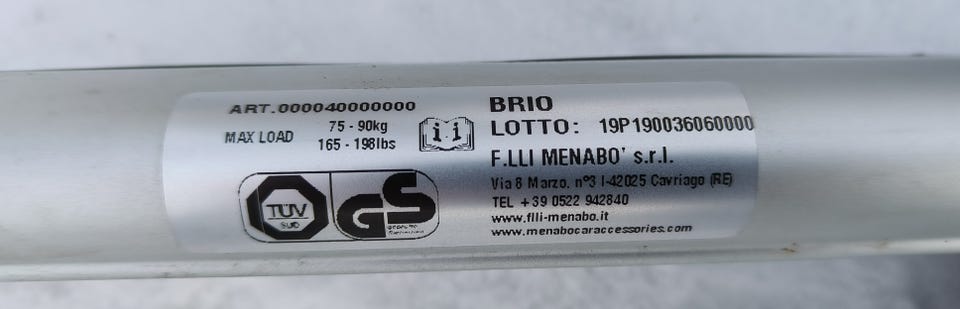 ART.000040000000
MAX LOAD
75 - 90kg
165 - 198lbs
i i
TÜV
SUD
GS
BRIO
LOTTO: 19P190036060000
F.LLI MENABO' s.r.l.
Via 8 Marzo, n°3 I-42025 Cavriago (RE)
TEL +39 0522 942840
www.flli-menabo.it
www.menabocaraccessories.com